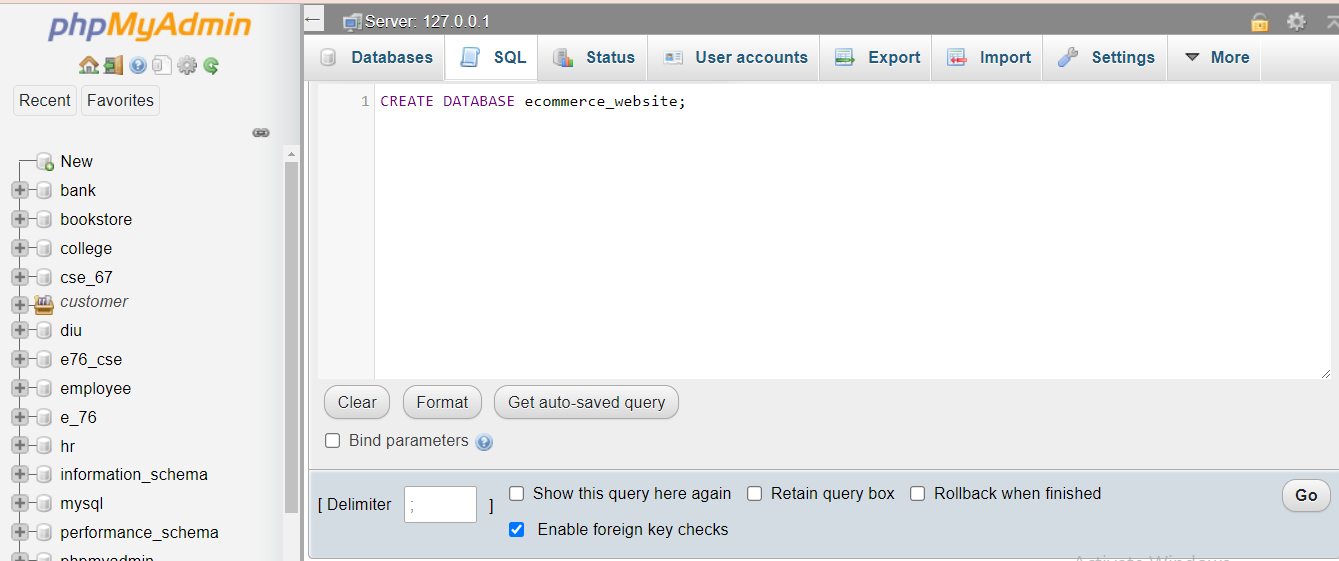 phpMyAdmin
Recent Favorites
New
bank
bookstore
college
cse_67
customer
diu
e76_cse
employee
e_76
hr
information_schema
mysql
performance_schema
phpmyadmin
Server: 127.0.0.1
Databases SQL Status User accounts Export Import Settings More
1 CREATE DATABASE ecommerce_website;
Clear Format Get auto-saved query
Bind parameters
[ Delimiter ; ] Show this query here again Retain query box Rollback when finished Go
Enable foreign key checks
Activate Windows